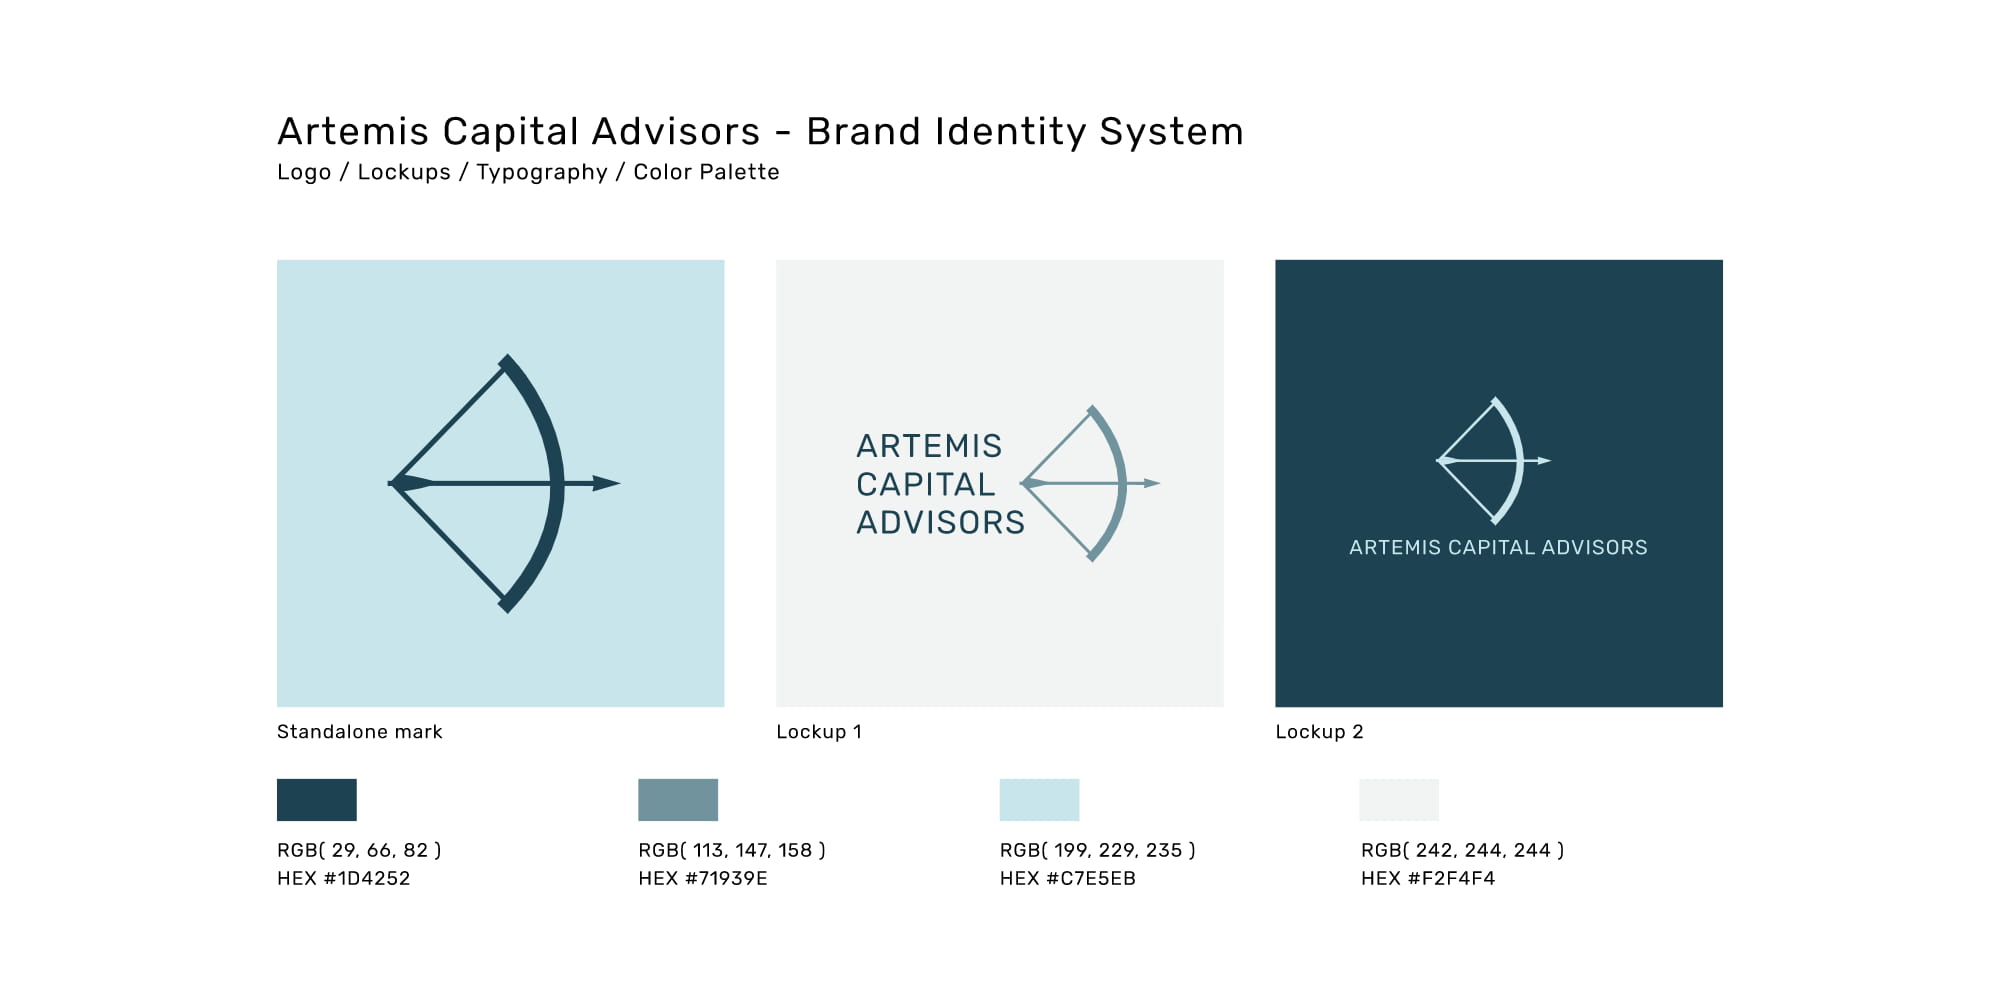 Artemis Capital Advisors - Brand Identity System
Logo / Lockups / Typography / Color Palette
ARTEMIS
CAPITAL
ADVISORS
ARTEMIS CAPITAL ADVISORS
Standalone mark
Lockup 1
Lockup 2
RGB( 29, 66, 82 )
HEX #1D4252
RGB( 113, 147, 158 )
HEX #71939E
RGB( 199, 229, 235 )
HEX #C7E5EB
RGB( 242, 244, 244 )
HEX #F2F4F4